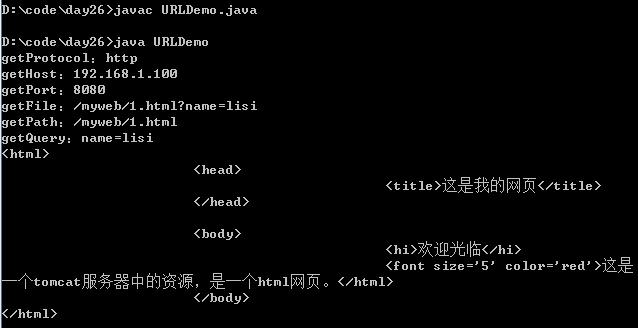 D:\code\day26>javac URLDemo.java
D:\code\day26>java URLDemo
getProtocol：http
getHost：192.168.1.100
getPort：8080
getFile：/myweb/1.html?name=lisi
getPath：/myweb/1.html
getQuery：name=lisi
<html>
<head>
<title>这是我的网页</title>
</head>
<body>
<hi>欢迎光临</hi>
<font size='5' color='red'>这是
一个tomcat服务器中的资源，是一个html网页。</html>
</body>
</html>